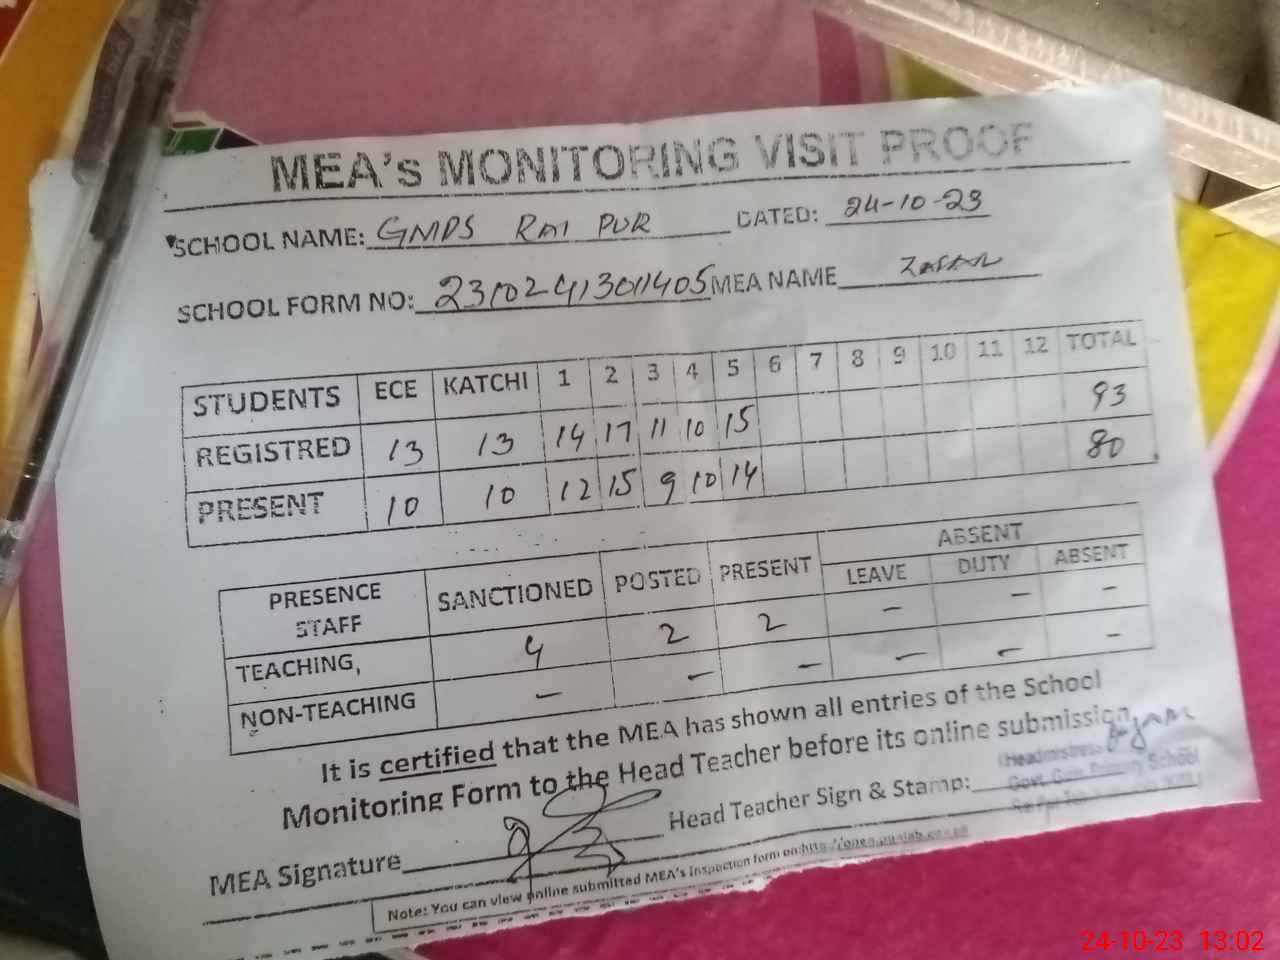 MEA's MONITORING VISIT PROOF
SCHOOL NAME: GMPS RAI PUR DATED: 24-10-23
SCHOOL FORM NO: 23102413011405 MEA NAME
STUDENTS ECE KATCHI 1 2 3 4 5 6 7 8 9 10 11 12 TOTAL
REGISTRED 13 13 14 17 11 10 15 93
PRESENT 10 10 12 15 9 10 14 80
PRESENCE STAFF SANCTIONED POSTED PRESENT ABSENT
LEAVE DUTY ABSENT
TEACHING, 4 2 2 - - -
NON-TEACHING - - - - - -
It is certified that the MEA has shown all entries of the School
Monitoring Form to the Head Teacher before its online submission
MEA Signature Head Teacher Sign & Stamp:
Headmistress
Govt. School
Note: You can view online submitted MEA's inspection form on:http:
24-10-23 13:02